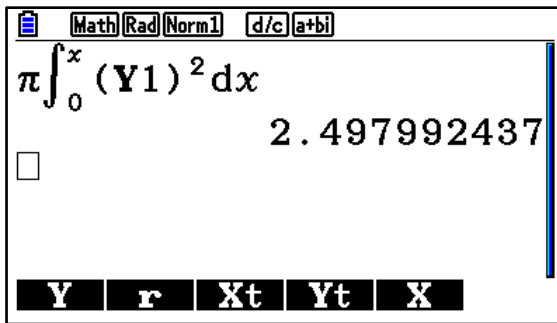 Math Rad Norm1 d/c a+bi
π∫₀ˣ (Y1)²dx
2.497992437
Y r Xt Yt X